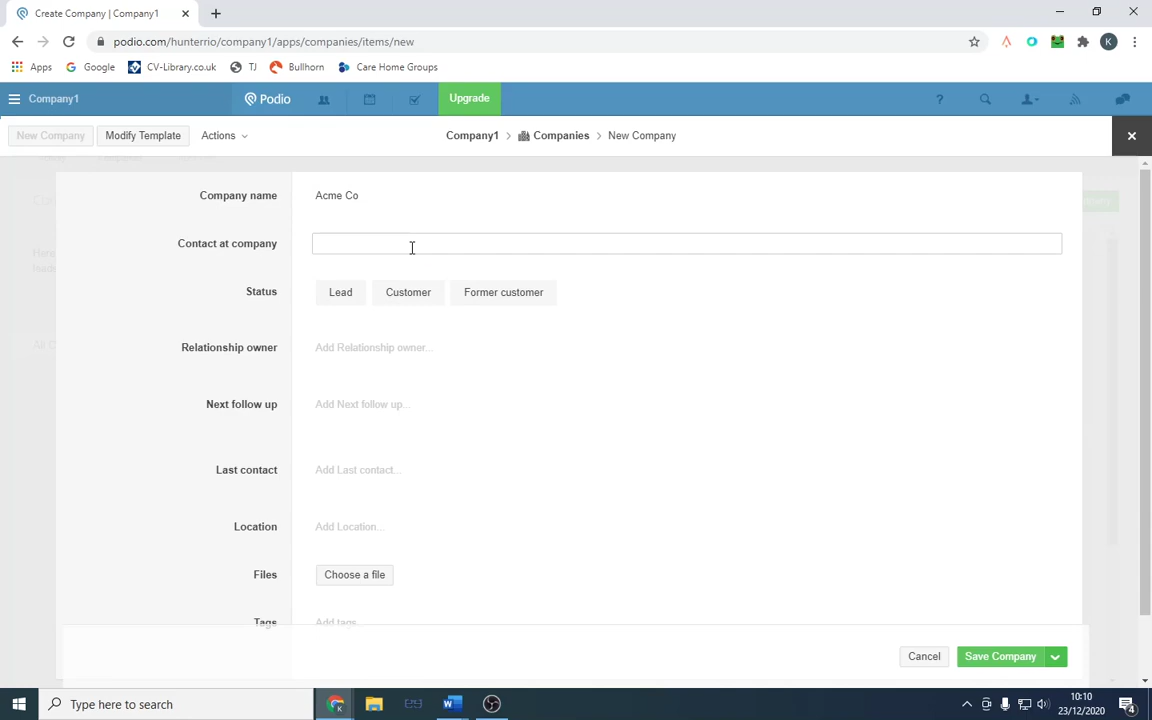 Create Company | Company1
podio.com/hunterrio/company1/apps/companies/items/new
K
Apps Google CV-Library.co.uk TJ Bullhorn Care Home Groups
Company1 Podio Upgrade ?
New Company Modify Template Actions Company1 > Companies > New Company
Company name Acme Co
Contact at company
Status Lead Customer Former customer
Relationship owner Add Relationship owner...
Next follow up Add Next follow up...
Last contact Add Last contact...
Location Add Location...
Files Choose a file
Tags Add tags
Cancel Save Company
Type here to search
10:10
23/12/2020
4